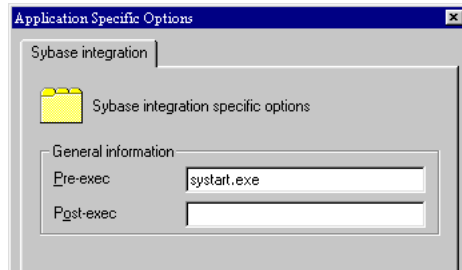 Application Specific Options
Sybase integration
Sybase integration specific options
General information
Pre-exec systart.exe
Post-exec